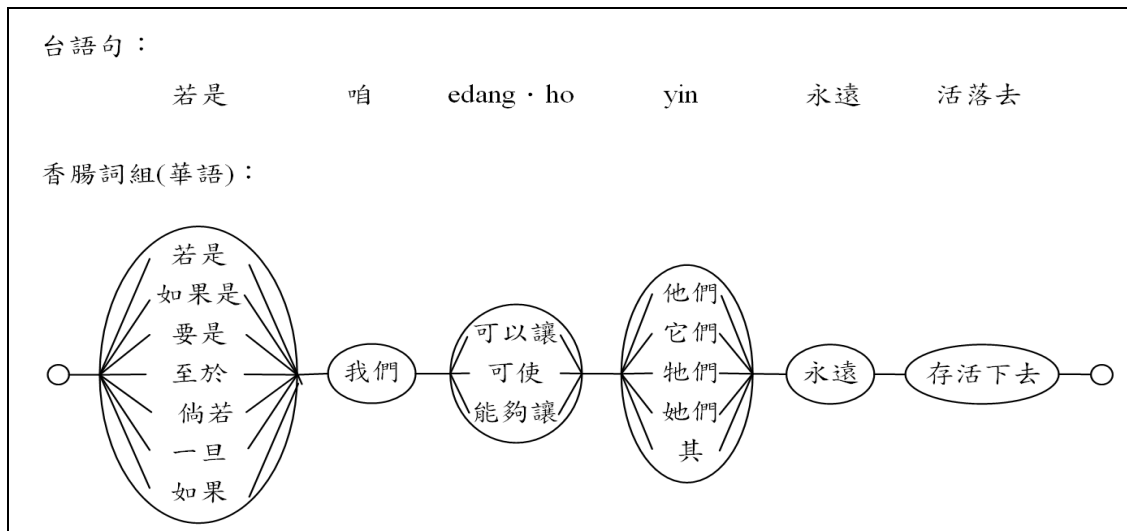 台語句：
若是 咱 edang‧ho yin 永遠 活落去
香腸詞組(華語)：
若是
如果是
要是
至於
倘若
一旦
如果
我們
可以讓
可使
能夠讓
他們
它們
牠們
她們
其
永遠
存活下去